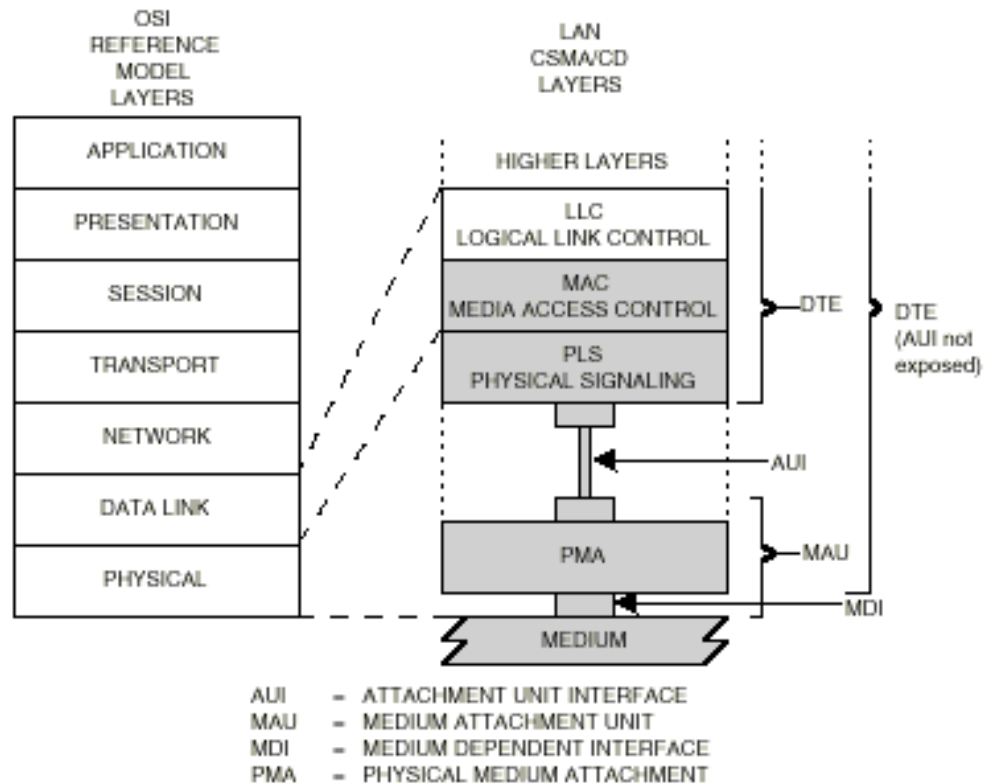 OSI
REFERENCE
MODEL
LAYERS
APPLICATION
PRESENTATION
SESSION
TRANSPORT
NETWORK
DATA LINK
PHYSICAL
LAN
CSMA/CD
LAYERS
HIGHER LAYERS
LLC
LOGICAL LINK CONTROL
MAC
MEDIA ACCESS CONTROL
PLS
PHYSICAL SIGNALING
PMA
MEDIUM
DTE
DTE
(AUI not
exposed)
AUI
MAU
MDI
AUI = ATTACHMENT UNIT INTERFACE
MAU = MEDIUM ATTACHMENT UNIT
MDI = MEDIUM DEPENDENT INTERFACE
PMA = PHYSICAL MEDIUM ATTACHMENT